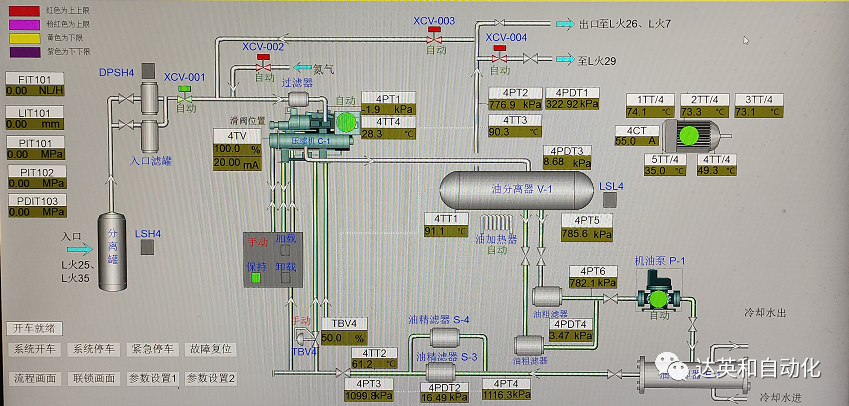 红色为上上限
粉红色为上限
黄色为下限
紫色为下下限
XCV-003
自动
XCV-004
自动
出口至L火26、L火7
至L火29
XCV-002
自动
氮气
DPSH4
XCV-001
自动
过滤器
入口滤罐
FIT101
0.00 NL/H
LIT101
0.00 mm
PIT101
0.00 MPa
PIT102
0.00 MPa
PDIT103
0.00 MPa
滑阀位置
4TV
100.0 %
20.00 mA
自动
压缩机 C-1
4PT1
-1.9 kPa
4TT4
28.3 ℃
4PT2
776.9 kPa
4PDT1
322.92 kPa
4TT3
90.3 ℃
1TT/4
74.1 ℃
2TT/4
73.3 ℃
3TT/4
73.1 ℃
4CT
55.0 A
5TT/4
35.0 ℃
4TT/4
49.3 ℃
4PDT3
8.68 kPa
油分离器 V-1
LSL4
4TT1
91.1 ℃
油加热器
自动
4PT5
785.6 kPa
入口
L火25、
L火35
分离罐
LSH4
手动
加载
保持
卸载
4PT6
782.1 kPa
机油泵 P-1
自动
油粗滤器
4PDT4
3.47 kPa
油粗滤器
冷却水出
手动
TBV4
TBV4
50.0 %
油精滤器 S-4
油精滤器 S-3
4TT2
61.2 ℃
4PT3
1099.8 kPa
4PDT2
16.49 kPa
4PT4
1116.3 kPa
冷却水进
开车就绪
系统开车
系统停车
紧急停车
故障复位
流程画面
联锁画面
参数设置1
参数设置2
达英和自动化